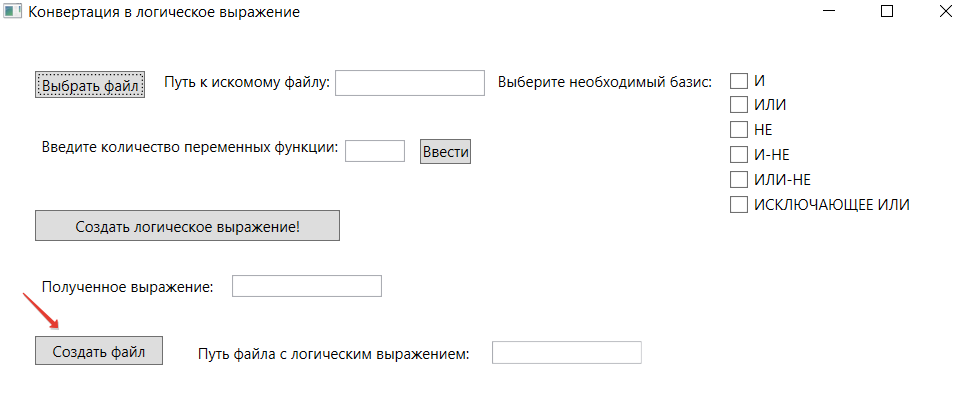 Конвертация в логическое выражение
Выбрать файл Путь к искомому файлу: Выберите необходимый базис: И
ИЛИ
НЕ
Введите количество переменных функции: Ввести
И-НЕ
ИЛИ-НЕ
ИСКЛЮЧАЮЩЕЕ ИЛИ
Создать логическое выражение!
Полученное выражение:
Создать файл Путь файла с логическим выражением: